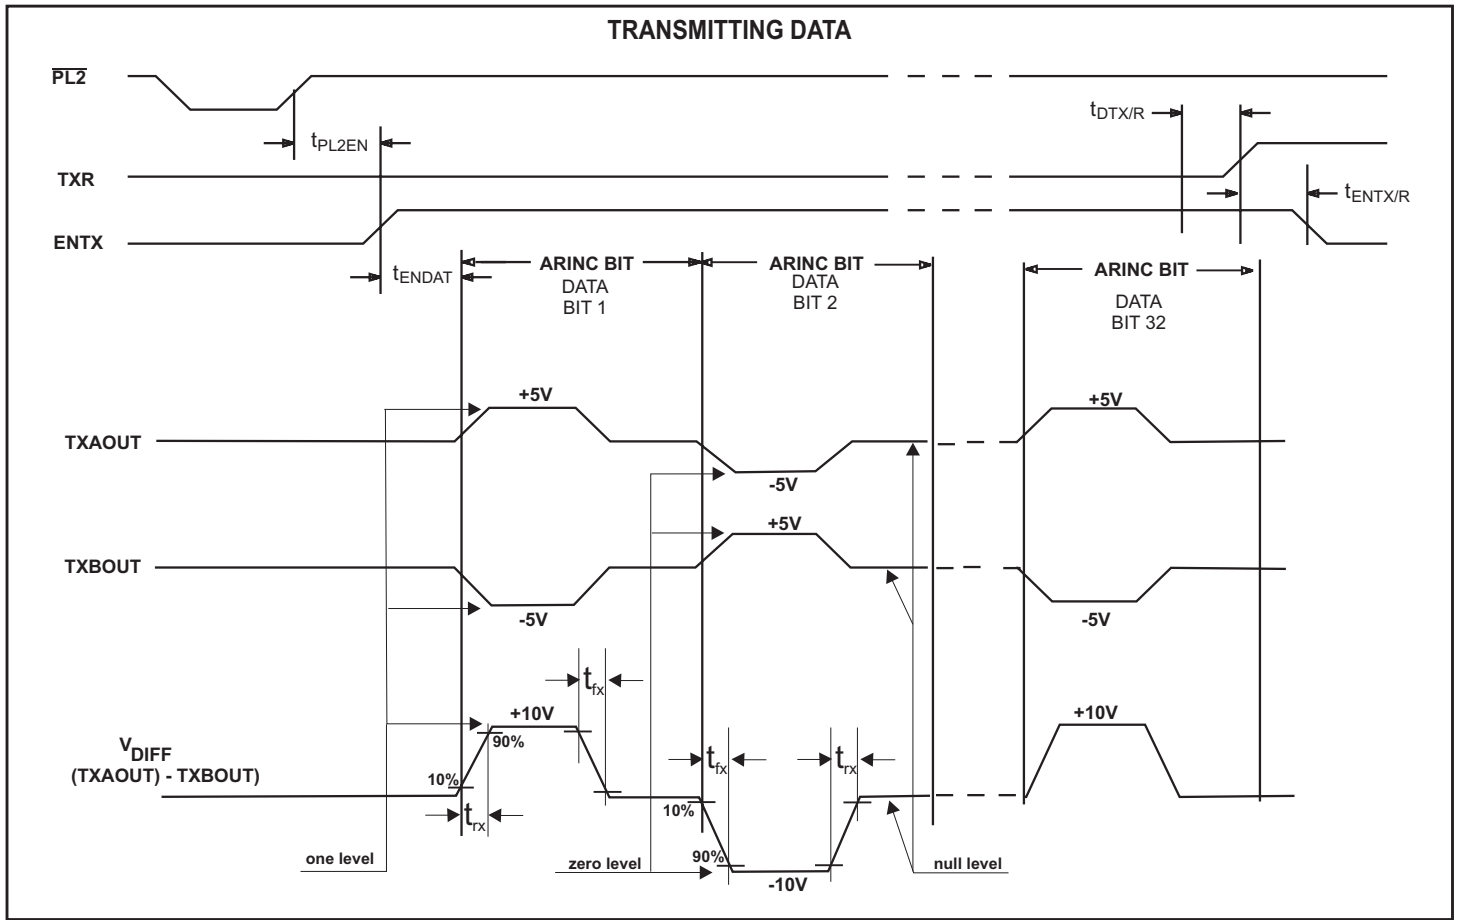 TRANSMITTING DATA
PL2
tDTX/R
tPL2EN
TXR
tENTX/R
ENTX
tENDAT
ARINC BIT
DATA
BIT 1
ARINC BIT
DATA
BIT 2
ARINC BIT
DATA
BIT 32
+5V
+5V
TXAOUT
-5V
+5V
TXBOUT
-5V
-5V
tfx
+10V
+10V
90%
VDIFF
(TXAOUT) - TXBOUT)
tfx
trx
10%
10%
trx
one level
zero level
90%
null level
-10V